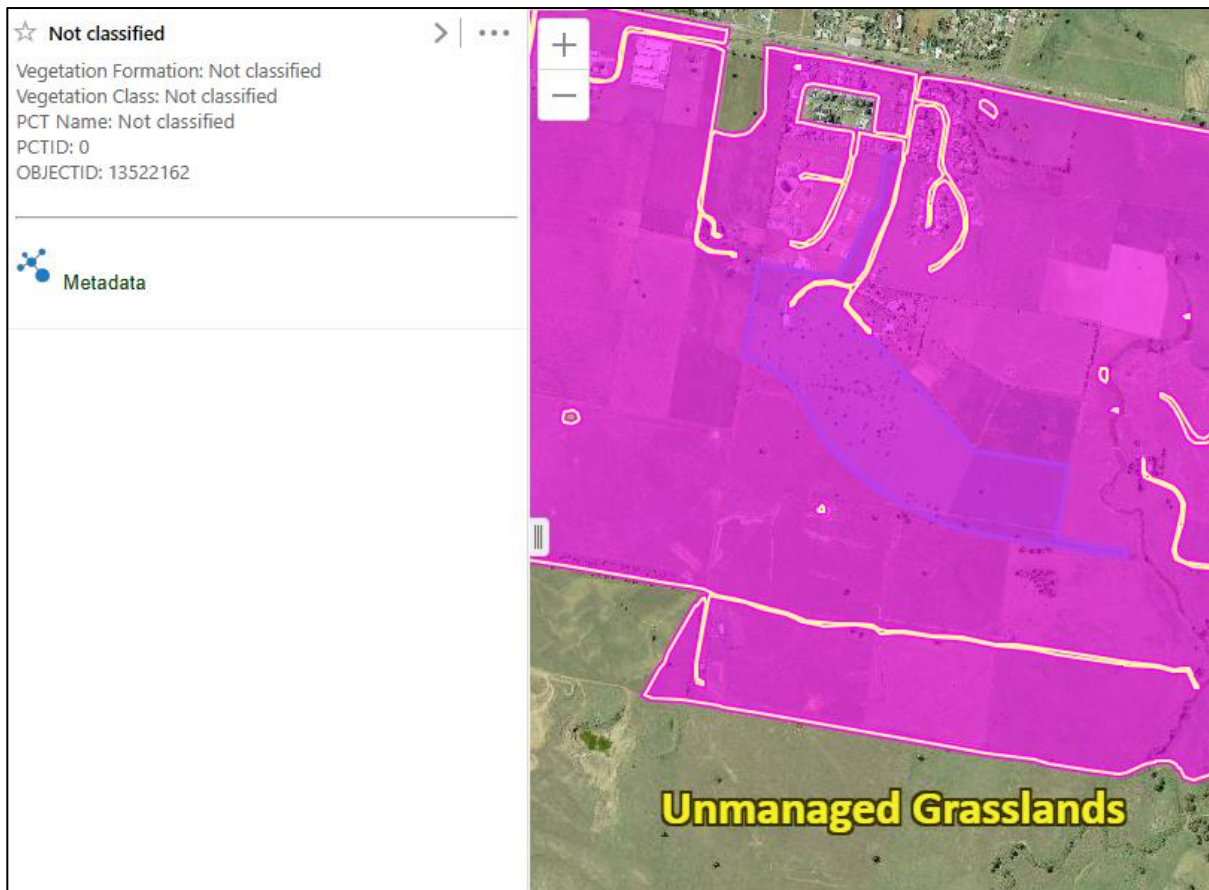 Not classified
Vegetation Formation: Not classified
Vegetation Class: Not classified
PCT Name: Not classified
PCTID: 0
OBJECTID: 13522162
Metadata
Unmanaged Grasslands